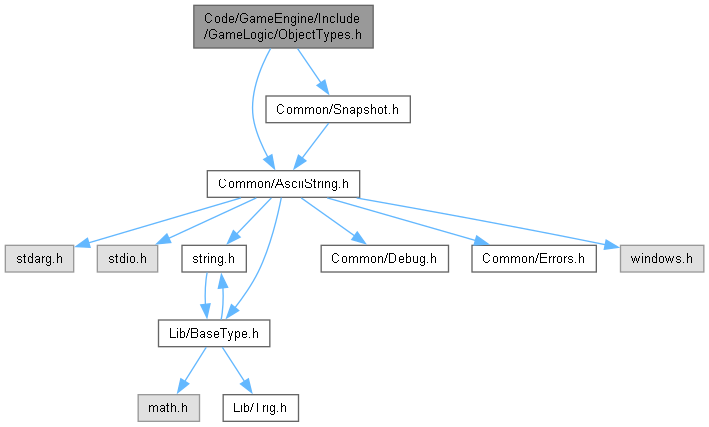 Code/GameEngine/Include
/GameLogic/ObjectTypes.h
Common/Snapshot.h
Common/AsciiString.h
stdarg.h
stdio.h
string.h
Common/Debug.h
Common/Errors.h
windows.h
Lib/BaseType.h
math.h
Lib/Trig.h